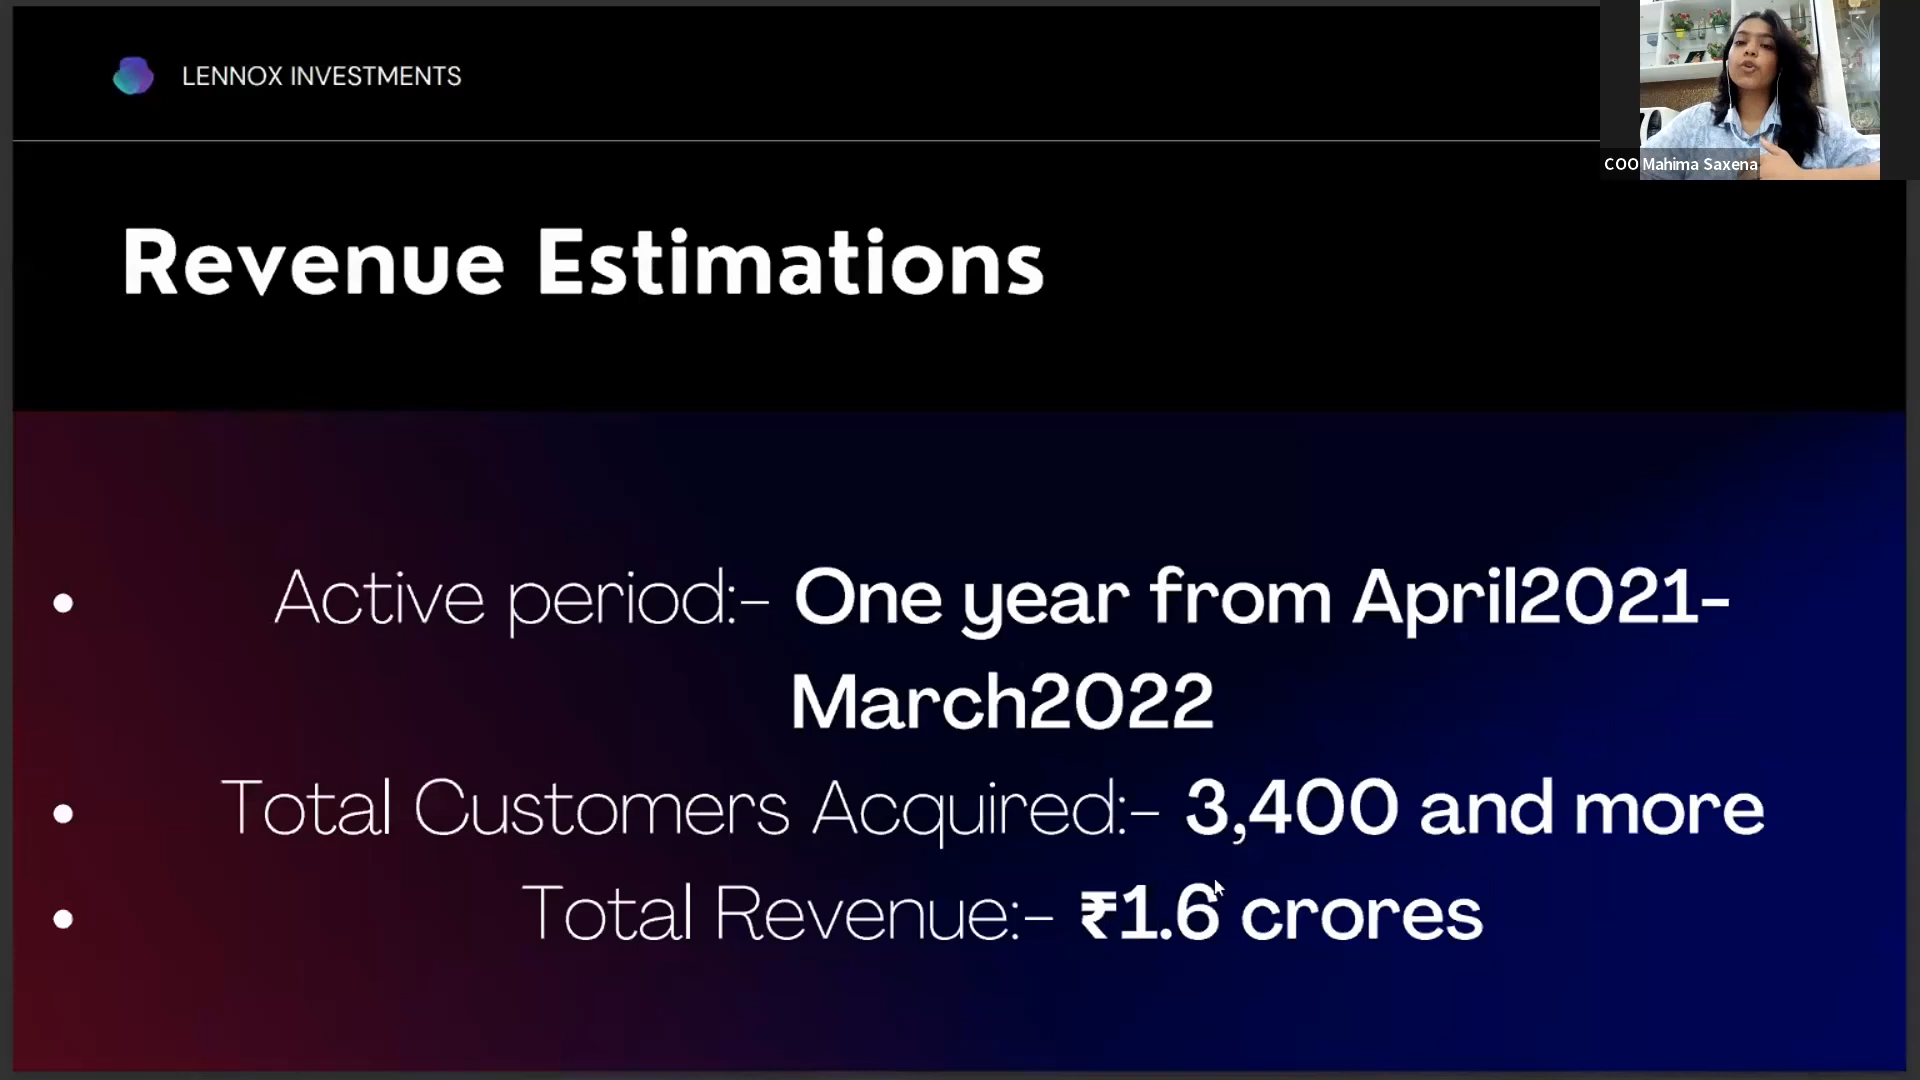 LENNOX INVESTMENTS
COO Mahima Saxena
Revenue Estimations
• Active period:- One year from April2021-
March2022
• Total Customers Acquired:- 3,400 and more
• Total Revenue:- ₹1.6 crores